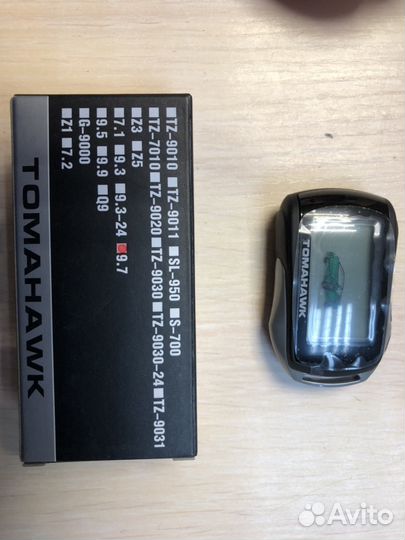 ■TZ-9010 ■TZ-9011 ■SL-950 ■S-700
■TZ-7010 ■TZ-9020 ■TZ-9030 ■TZ-9030-24 ■TZ-9031
■Z3 ■Z5
■7.1 ■9.3 ■9.3-24 ■9.7
■9.5 ■9.9 ■Q9
■G-9000
■Z1 ■7.2
TOMAHAWK
TOMAHAWK
Avito